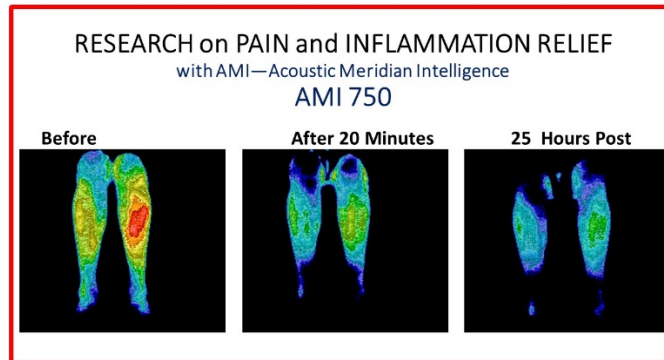 RESEARCH on PAIN and INFLAMMATION RELIEF
with AMI—Acoustic Meridian Intelligence
AMI 750
Before
After 20 Minutes
25 Hours Post